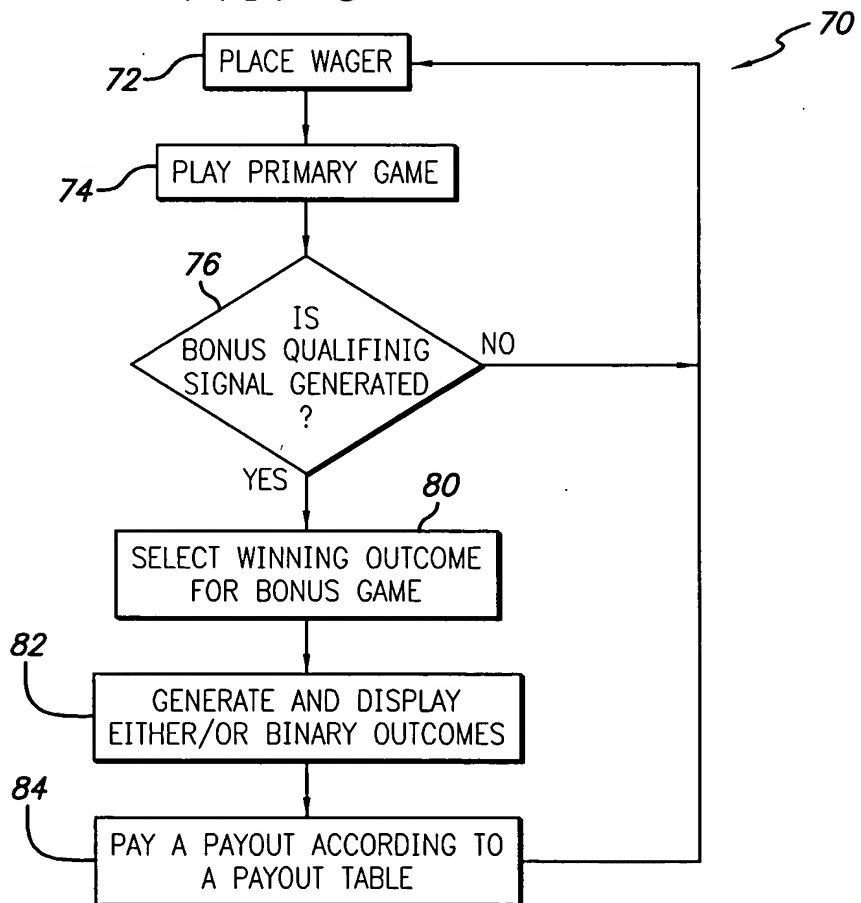 70
PLACE WAGER
72
PLAY PRIMARY GAME
74
76
IS
BONUS QUALIFINIG
SIGNAL GENERATED
?
NO
YES
80
SELECT WINNING OUTCOME
FOR BONUS GAME
82
GENERATE AND DISPLAY
EITHER/OR BINARY OUTCOMES
84
PAY A PAYOUT ACCORDING TO
A PAYOUT TABLE